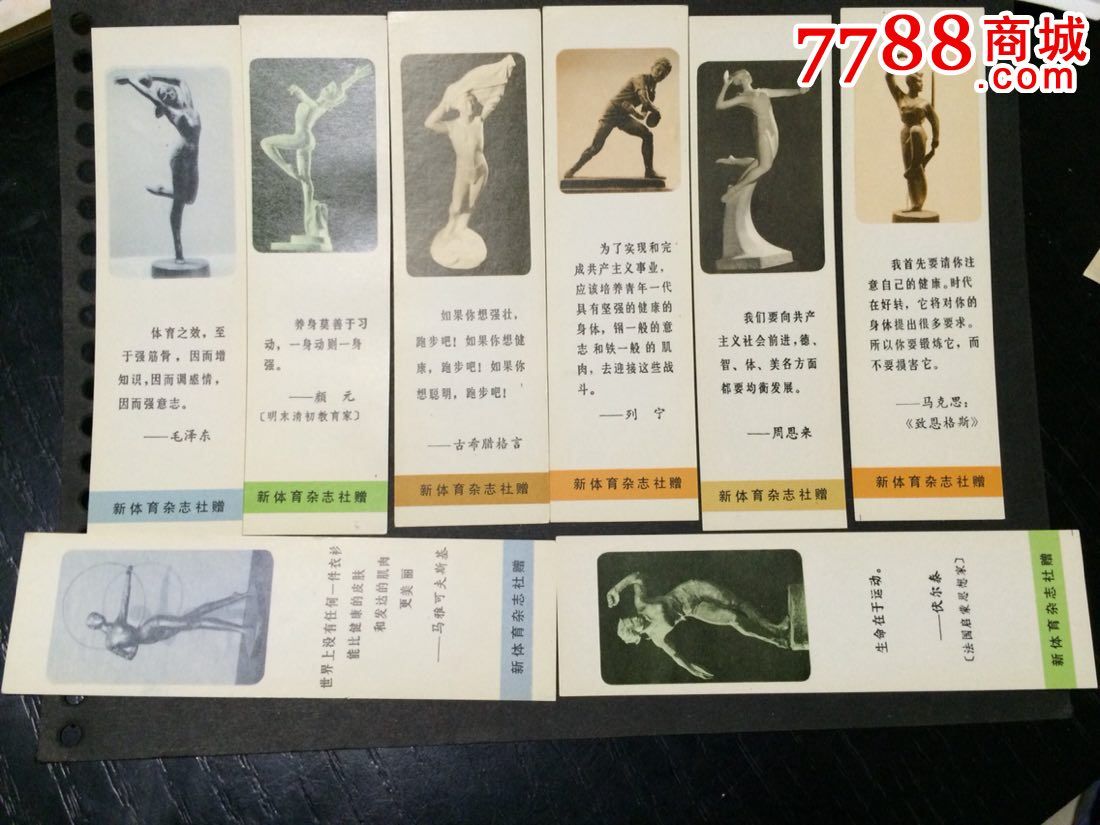 7788商城
.com
体育之效，至
于强筋骨，因而增
知识，因而调感情，
因而强意志。
——毛泽东
新体育杂志社赠
养身莫善于习
动，一身动则一身
强。
——颜 元
〔明末清初教育家〕
新体育杂志社赠
如果你想强壮，
跑步吧！如果你想健
康，跑步吧！如果你
想聪明，跑步吧！
——古希腊格言
新体育杂志社赠
为了实现和完
成共产主义事业，
应该培养青年一代
具有坚强的健康的
身体，钢一般的意
志和铁一般的肌
肉，去迎接这些战
斗。
——列 宁
新体育杂志社赠
我们要向共产
主义社会前进，德、
智、体、美各方面
都要均衡发展。
——周恩来
新体育杂志社赠
我首先要请你注
意自己的健康。时代
在好转，它将对你的
身体提出很多要求。
所以你要锻炼它，而
不要损害它。
——马克思：
《致恩格斯》
新体育杂志社赠
世界上没有任何一件衣衫
能比健康的皮肤
和发达的肌肉
更美丽
——马雅可夫斯基
新体育杂志社赠
生命在于运动。
——伏尔泰
〔法国启蒙思想家〕
新体育杂志社赠